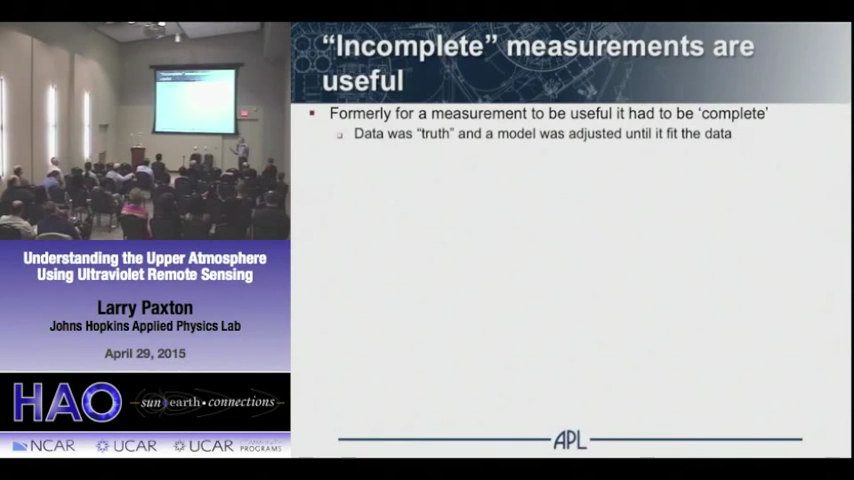 "Incomplete" measurements are
useful
Formerly for a measurement to be useful it had to be 'complete'
Data was "truth" and a model was adjusted until it fit the data
Understanding the Upper Atmosphere
Using Ultraviolet Remote Sensing
Larry Paxton
Johns Hopkins Applied Physics Lab
April 29, 2015
HAO
sun earth • connections
NCAR UCAR UCAR COMMUNITY PROGRAMS
APL